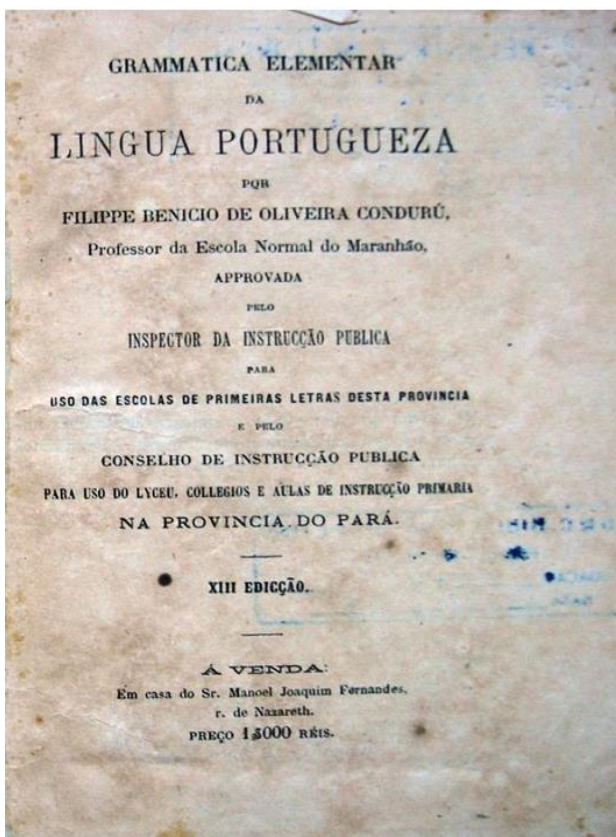 GRAMMATICA ELEMENTAR
DA
LINGUA PORTUGUEZA
POR
FILIPPE BENICIO DE OLIVEIRA CONDURÚ,
Professor da Escola Normal do Maranhão,
APPROVADA
PELO
INSPECTOR DA INSTRUCÇÃO PUBLICA
PARA
USO DAS ESCOLAS DE PRIMEIRAS LETRAS DESTA PROVINCIA
E PELO
CONSELHO DE INSTRUCÇÃO PUBLICA
PARA USO DO LYCEU, COLLEGIOS E AULAS DE INSTRUCÇÃO PRIMARIA
NA PROVINCIA DO PARÁ.
XIII EDICÇÃO.
Á VENDA:
Em casa do Sr. Manoel Joaquim Fernandes,
r. de Nazareth.
PREÇO 1$000 RÉIS.